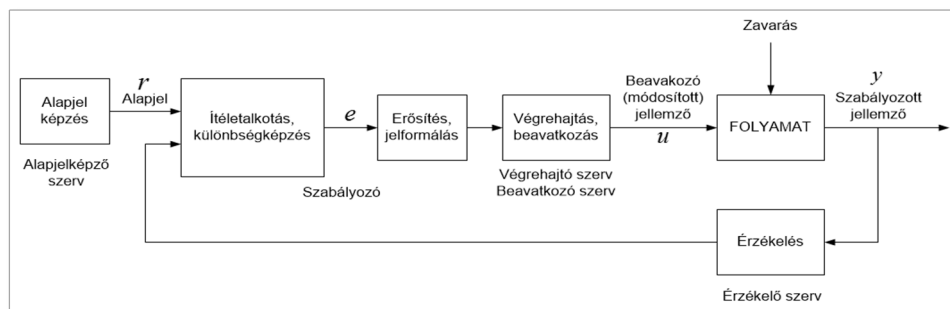 Zavarás
Alapjel
képzés
r
Alapjel
Alapjelképző
szerv
Ítéletalkotás,
különbségképzés
e
Szabályozó
Erősítés,
jelformálás
Végrehajtás,
beavatkozás
Végrehajtó szerv
Beavatkozó szerv
Beavakozó
(módosított)
jellemző
u
FOLYAMAT
y
Szabályozott
jellemző
Érzékelés
Érzékelő szerv